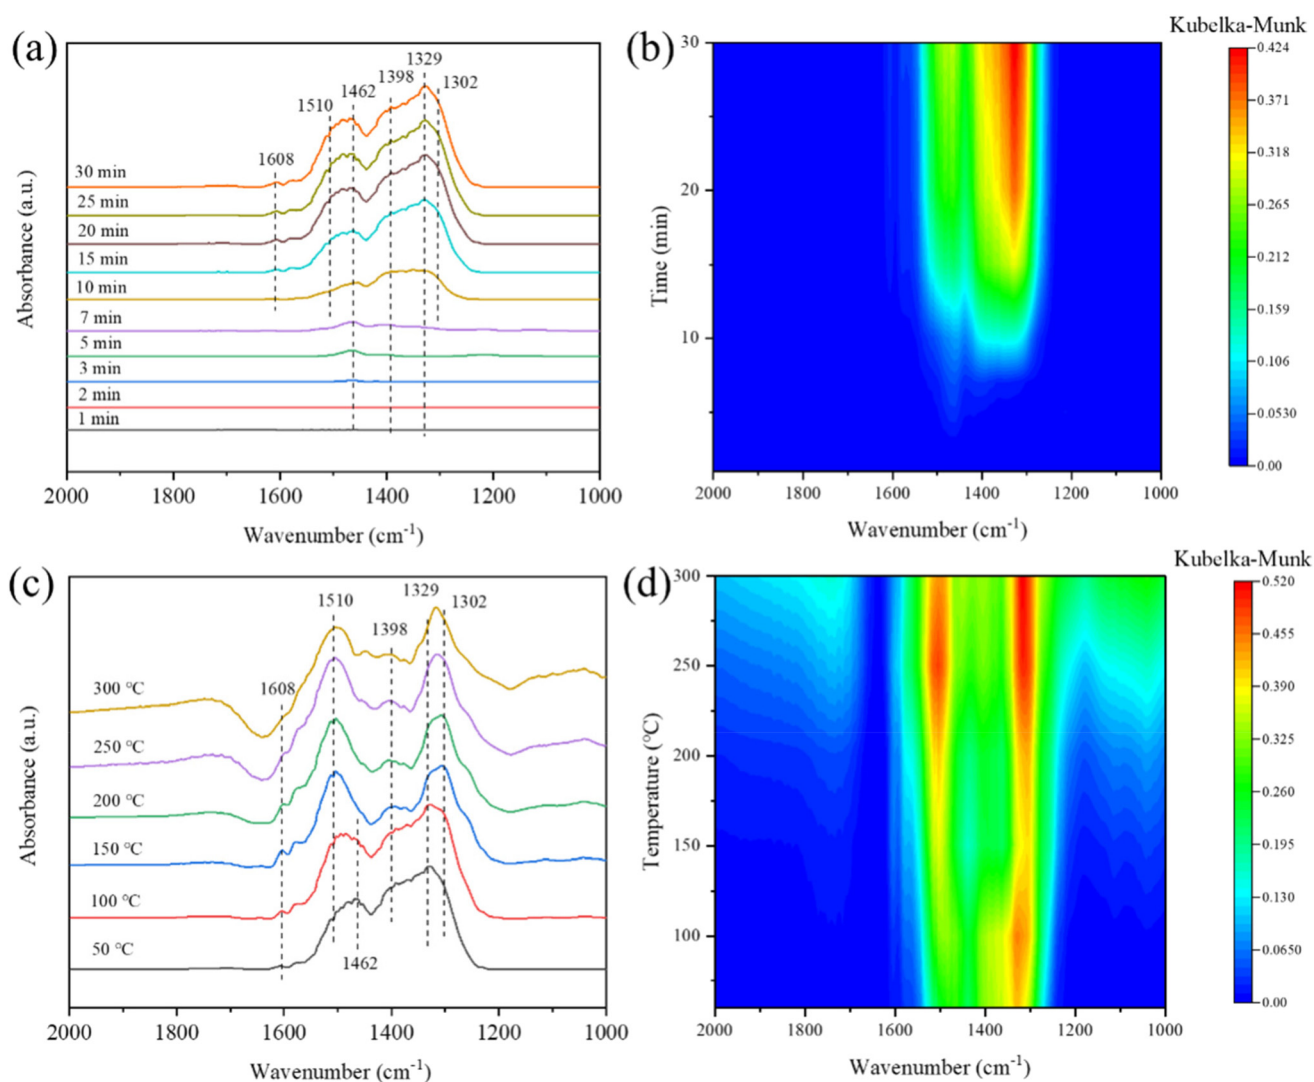 (a)
1608
1510
1462
1398
1329
1302
30 min
25 min
20 min
15 min
10 min
7 min
5 min
3 min
2 min
1 min
Absorbance (a.u.)
2000
1800
1600
1400
1200
1000
Wavenumber (cm-1)
(b)
Kubelka-Munk
30
20
10
Time (min)
2000
1800
1600
1400
1200
1000
Wavenumber (cm-1)
0.424
0.371
0.318
0.265
0.212
0.159
0.106
0.0530
0.00
(c)
1608
1510
1398
1329
1302
1462
300 ℃
250 ℃
200 ℃
150 ℃
100 ℃
50 ℃
Absorbance (a.u.)
2000
1800
1600
1400
1200
1000
Wavenumber (cm-1)
(d)
Kubelka-Munk
300
250
200
150
100
Temperature (℃)
2000
1800
1600
1400
1200
1000
Wavenumber (cm-1)
0.520
0.455
0.390
0.325
0.260
0.195
0.130
0.0650
0.00